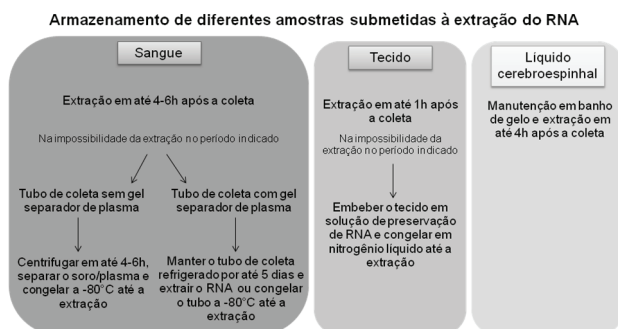 Armazenamento de diferentes amostras submetidas à extração do RNA
Sangue
Extração em até 4-6h após a coleta
Na impossibilidade da extração no período indicado
Tubo de coleta sem gel
separador de plasma
Centrifugar em até 4-6h,
separar o soro/plasma e
congelar a -80°C até a
extração
Tubo de coleta com gel
separador de plasma
Manter o tubo de coleta
refrigerado por até 5 dias e
extrair o RNA ou congelar
o tubo a -80°C até a
extração
Tecido
Extração em até 1h após
a coleta
Na impossibilidade da
extração no período indicado
Embeber o tecido em
solução de preservação
de RNA e congelar em
nitrogênio líquido até a
extração
Líquido
cerebroespinhal
Manutenção em banho
de gelo e extração em
até 4h após a coleta